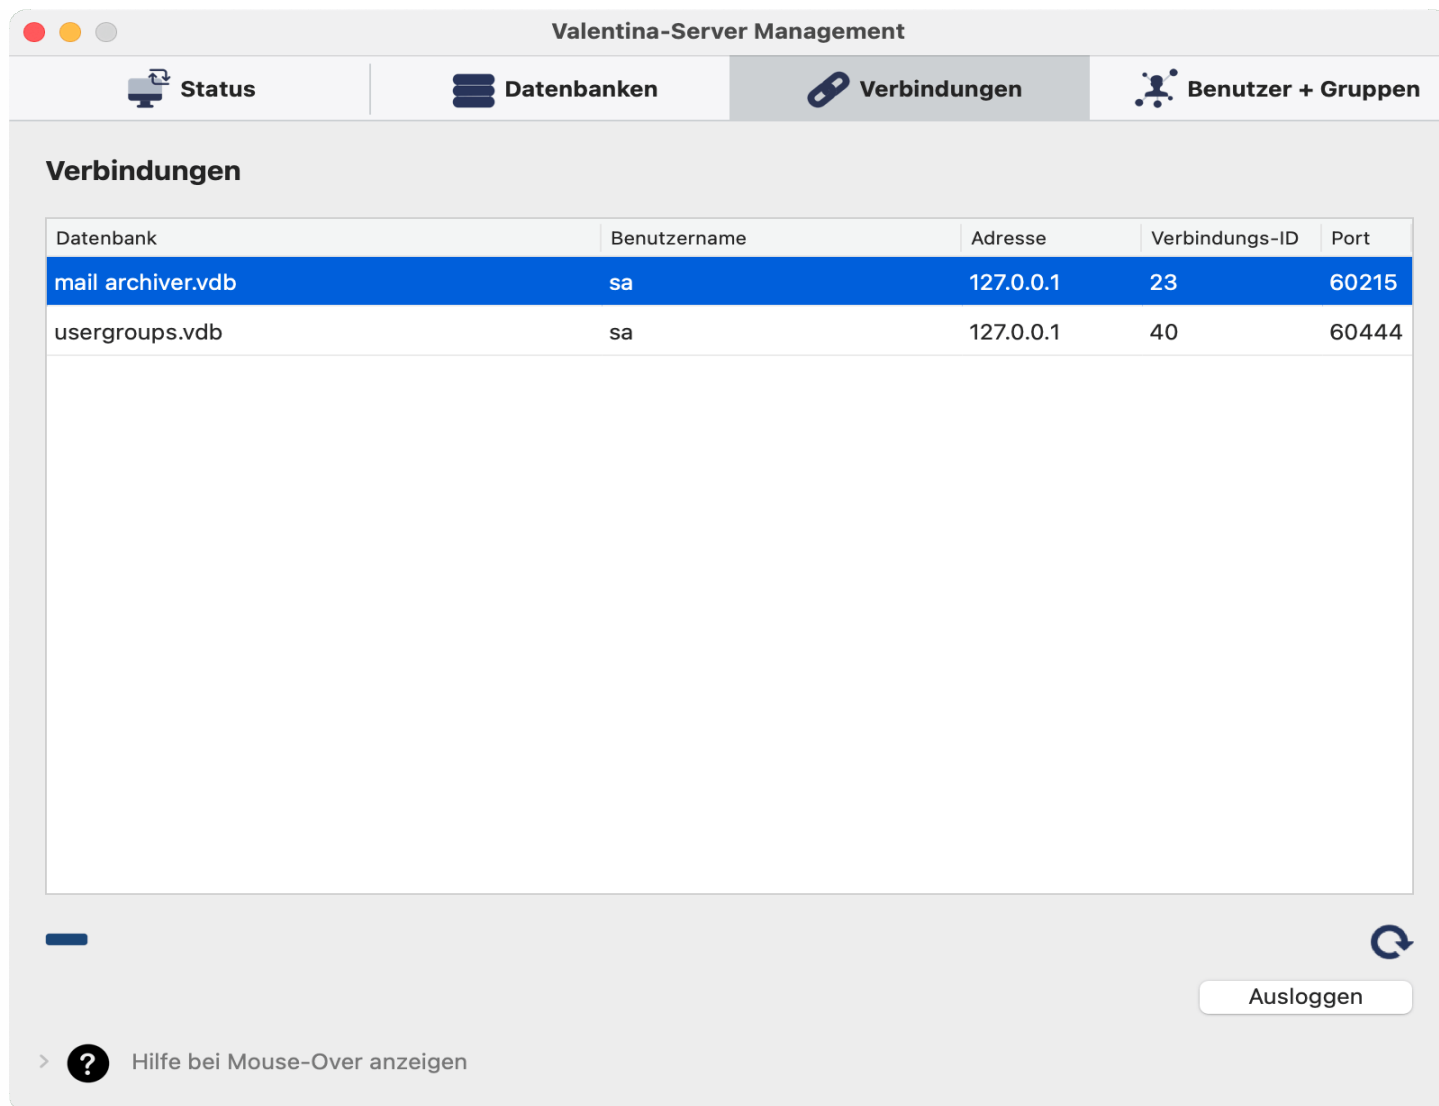 Valentina-Server Management
Status Datenbanken Verbindungen Benutzer + Gruppen
Verbindungen
Datenbank Benutzername Adresse Verbindungs-ID Port
mail archiver.vdb sa 127.0.0.1 23 60215
usergroups.vdb sa 127.0.0.1 40 60444
Ausloggen
? Hilfe bei Mouse-Over anzeigen